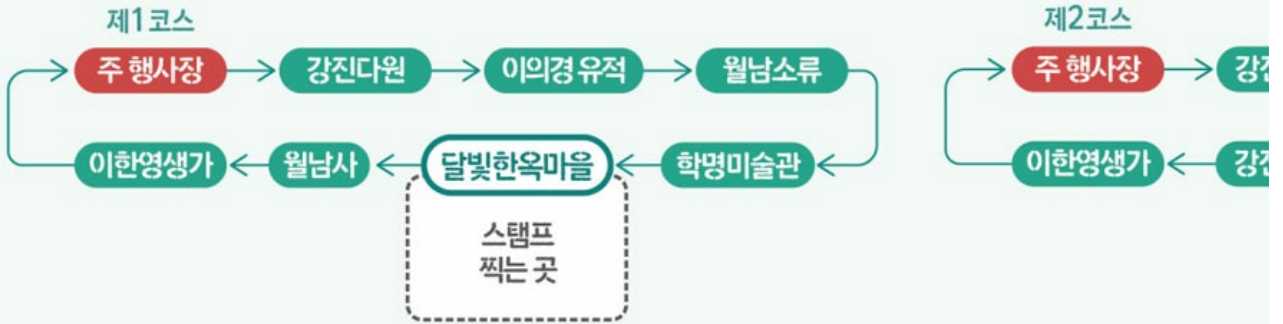 제1코스
주 행사장
강진다원
이의경 유적
월남소류
학명미술관
달빛한옥마을
월남사
이한영생가
스탬프
찍는 곳
제2코스
주 행사장
이한영생가